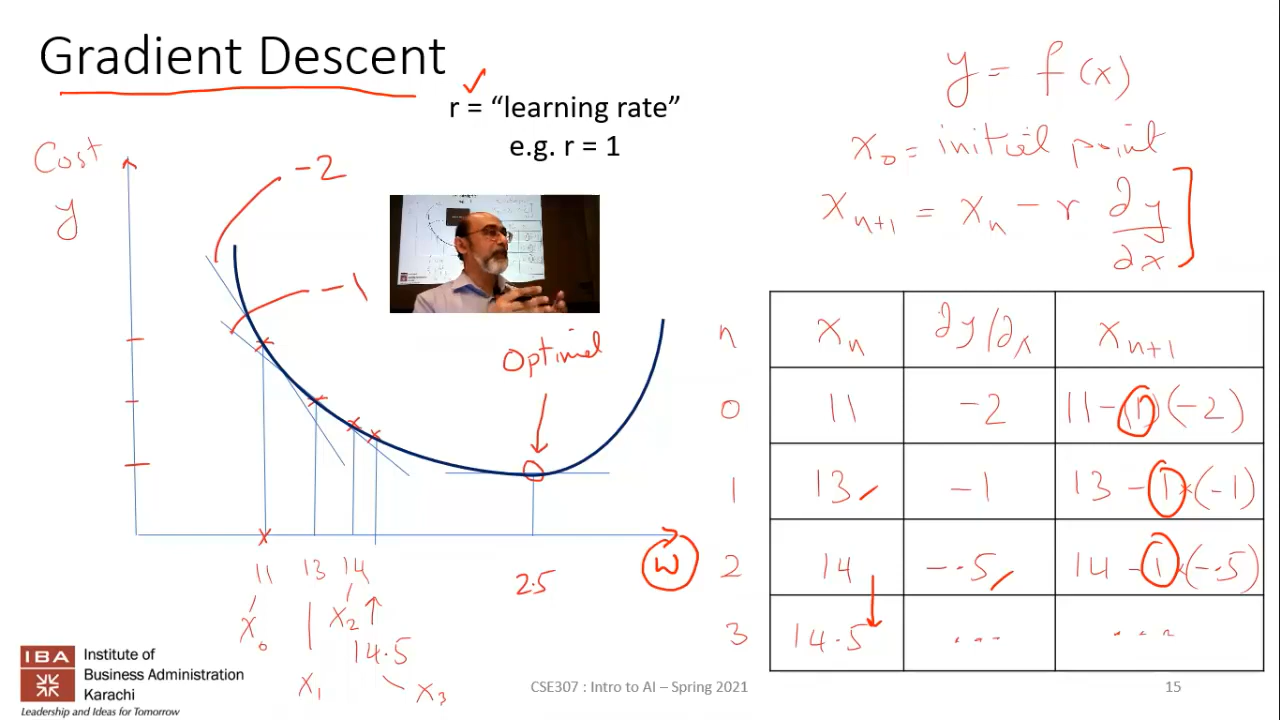 Gradient Descent
r = "learning rate"
e.g. r = 1
y = f(x)
x₀ = initial point
xₙ₊₁ = xₙ - r ∂y/∂x ]
Cost
y
-2
-1
Optimal
w
11 13 14 25
x₀ x₂ 14.5
x₁ x₃
n xₙ ∂y/∂x xₙ₊₁
0 11 -2 11-(1)(-2)
1 13 -1 13-1×(-1)
2 14 -.5 14-1×(-.5)
3 14.5 ... ...
IBA
Institute of
Business Administration
Karachi
Leadership and Ideas for Tomorrow
CSE307 : Intro to AI – Spring 2021
15